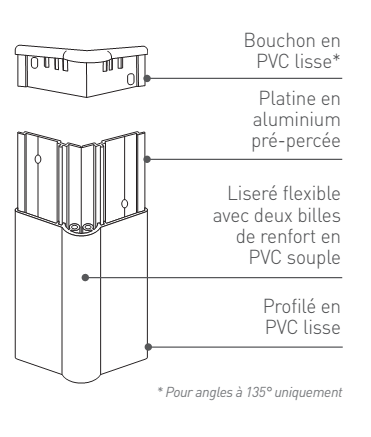 Bouchon en
PVC lisse*
Platine en
aluminium
pré-percée
Liseré flexible
avec deux billes
de renfort en
PVC souple
Profilé en
PVC lisse
* Pour angles à 135° uniquement